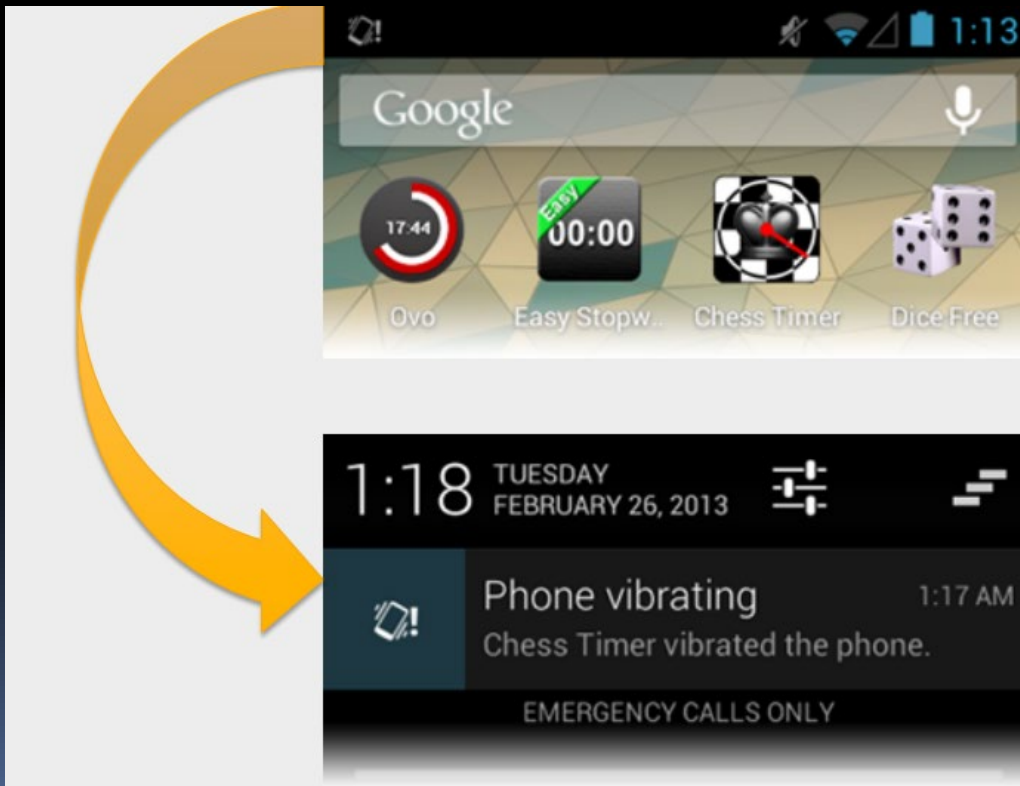 1:13
Google
17:44
Easy
00:00
Ovo
Easy Stopw..
Chess Timer
Dice Free
1:18
TUESDAY
FEBRUARY 26, 2013
Phone vibrating
1:17 AM
Chess Timer vibrated the phone.
EMERGENCY CALLS ONLY